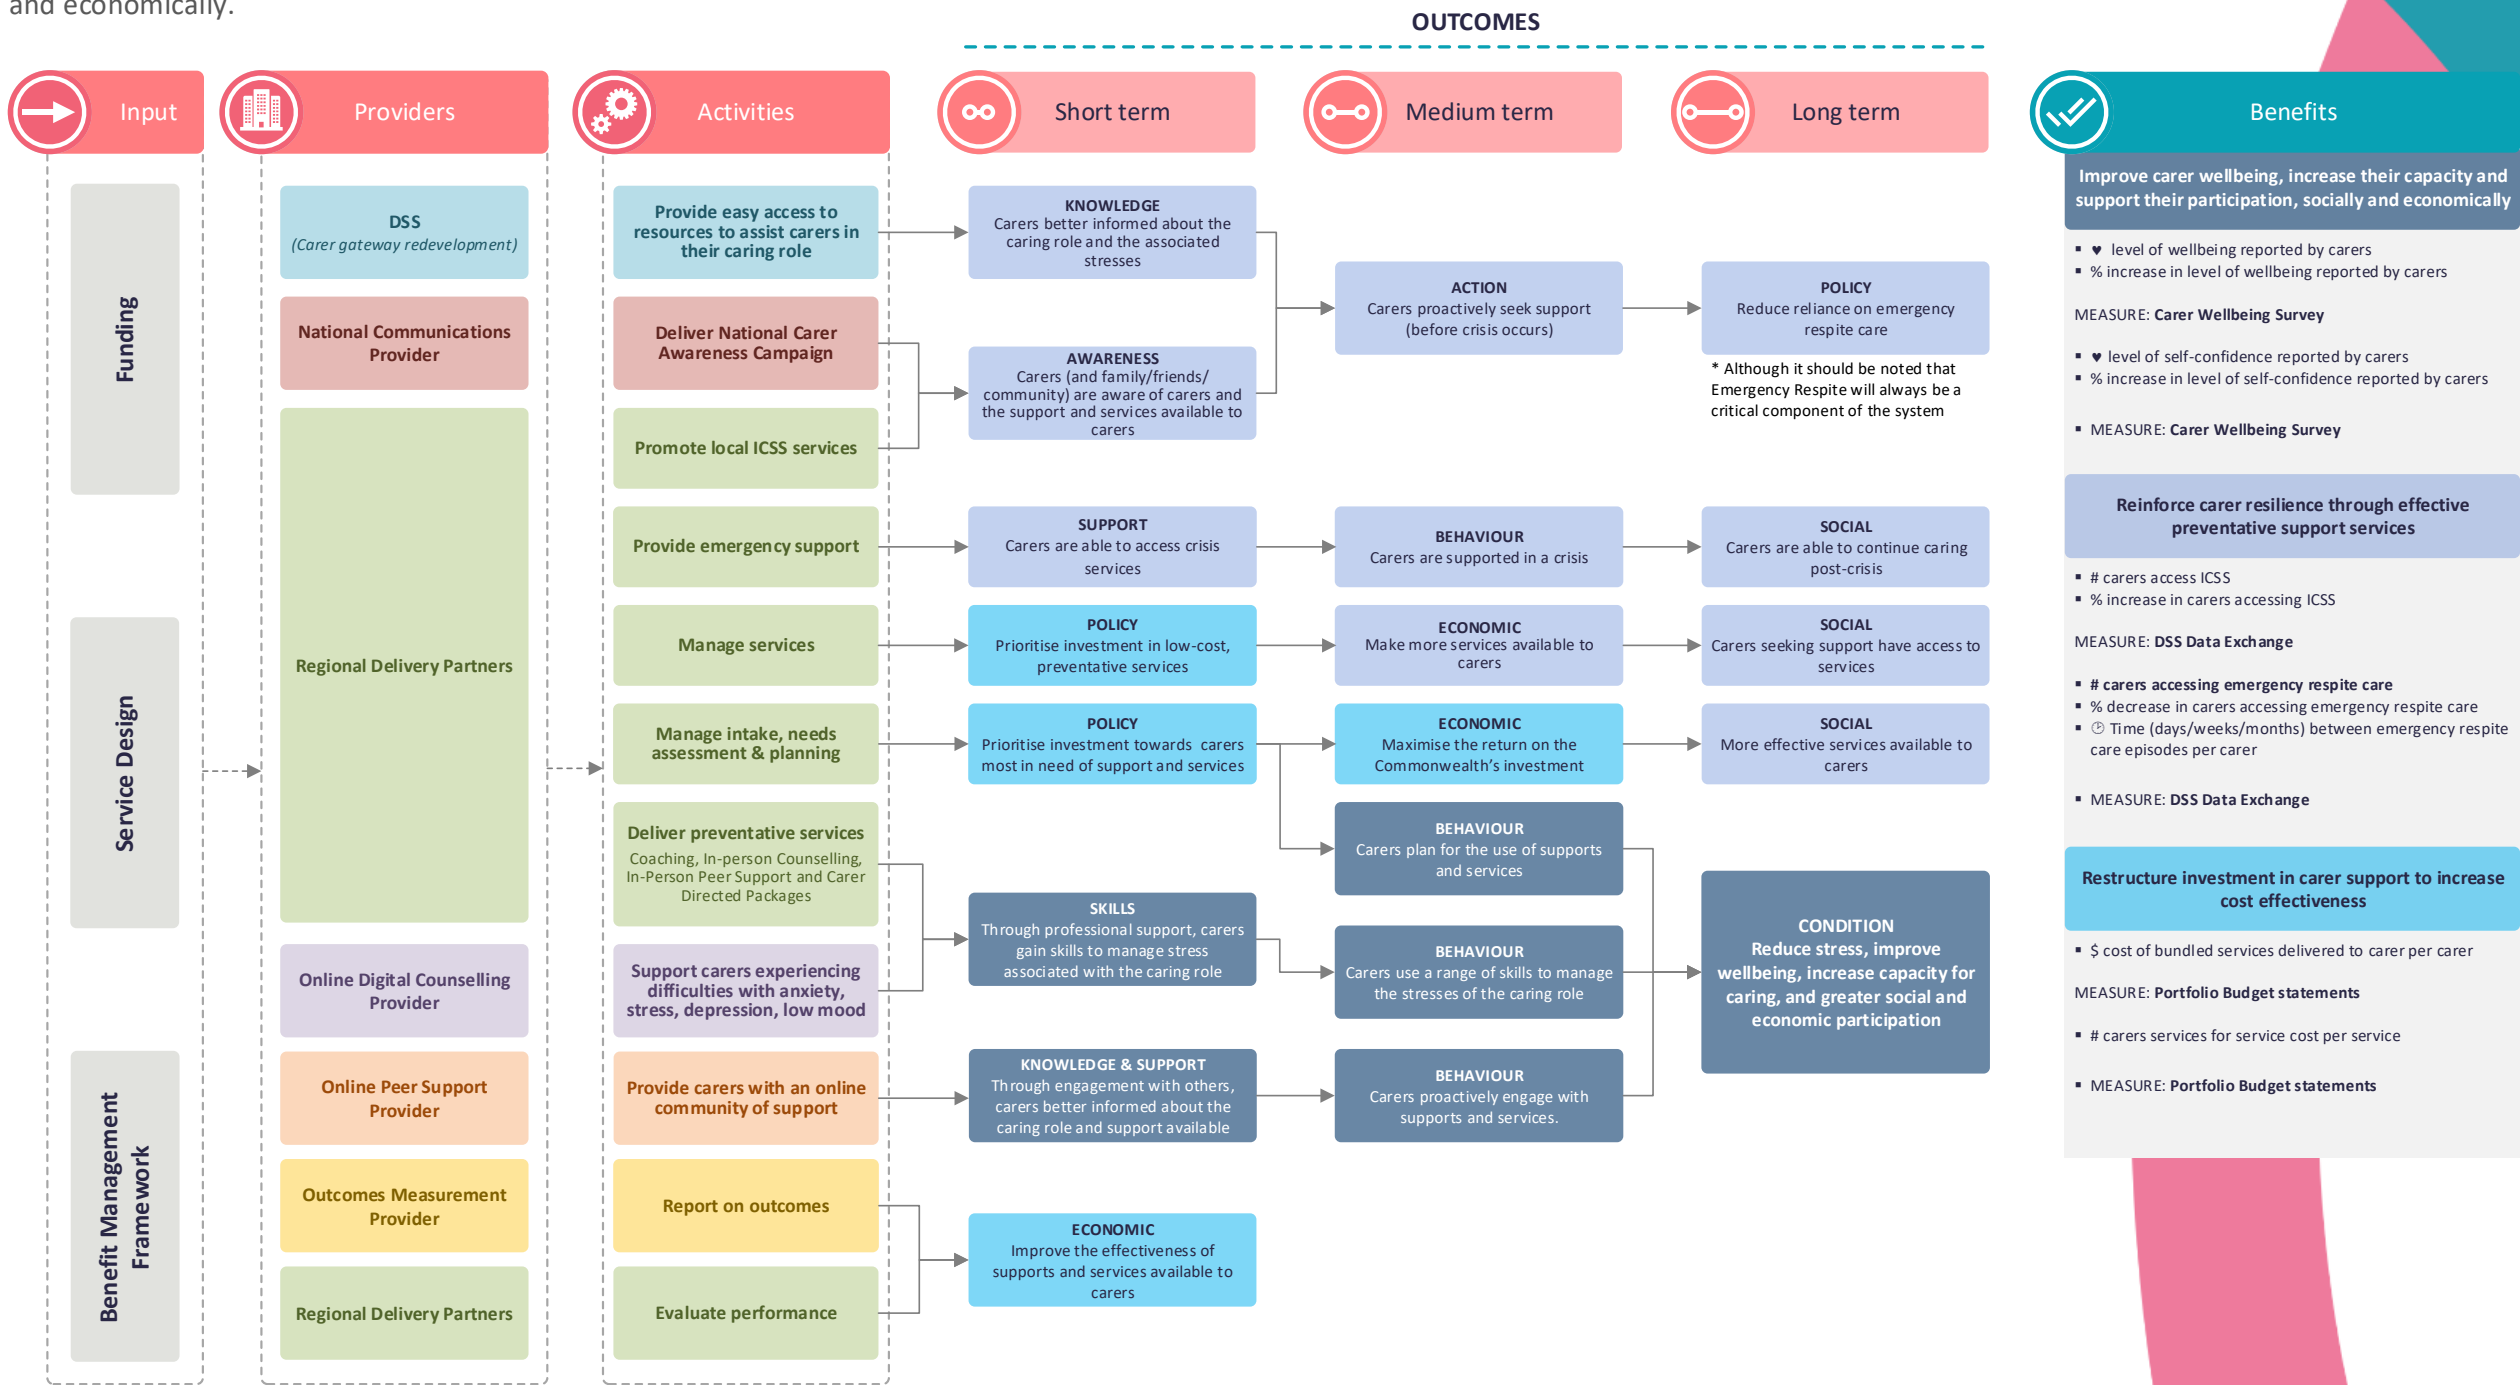 and economically.
OUTCOMES
Input
Providers
Activities
Short term
Medium term
Long term
Benefits
Funding
Service Design
Benefit Management
Framework
DSS
(Carer gateway redevelopment)
National Communications
Provider
Regional Delivery Partners
Online Digital Counselling
Provider
Online Peer Support
Provider
Outcomes Measurement
Provider
Regional Delivery Partners
Provide easy access to
resources to assist carers in
their caring role
Deliver National Carer
Awareness Campaign
Promote local ICSS services
Provide emergency support
Manage services
Manage intake, needs
assessment & planning
Deliver preventative services
Coaching, In-person Counselling,
In-Person Peer Support and Carer
Directed Packages
Support carers experiencing
difficulties with anxiety,
stress, depression, low mood
Provide carers with an online
community of support
Report on outcomes
Evaluate performance
KNOWLEDGE
Carers better informed about the
caring role and the associated
stresses
AWARENESS
Carers (and family/friends/
community) are aware of carers and
the support and services available to
carers
SUPPORT
Carers are able to access crisis
services
POLICY
Prioritise investment in low-cost,
preventative services
POLICY
Prioritise investment towards carers
most in need of support and services
SKILLS
Through professional support, carers
gain skills to manage stress
associated with the caring role
KNOWLEDGE & SUPPORT
Through engagement with others,
carers better informed about the
caring role and support available
ECONOMIC
Improve the effectiveness of
supports and services available to
carers
ACTION
Carers proactively seek support
(before crisis occurs)
BEHAVIOUR
Carers are supported in a crisis
ECONOMIC
Make more services available to
carers
ECONOMIC
Maximise the return on the
Commonwealth's investment
BEHAVIOUR
Carers plan for the use of supports
and services
BEHAVIOUR
Carers use a range of skills to manage
the stresses of the caring role
BEHAVIOUR
Carers proactively engage with
supports and services.
POLICY
Reduce reliance on emergency
respite care
* Although it should be noted that
Emergency Respite will always be a
critical component of the system
SOCIAL
Carers are able to continue caring
post-crisis
SOCIAL
Carers seeking support have access to
services
SOCIAL
More effective services available to
carers
CONDITION
Reduce stress, improve
wellbeing, increase capacity for
caring, and greater social and
economic participation
Improve carer wellbeing, increase their capacity and
support their participation, socially and economically
▪ ♥ level of wellbeing reported by carers
▪ % increase in level of wellbeing reported by carers
MEASURE: Carer Wellbeing Survey
▪ ♥ level of self-confidence reported by carers
▪ % increase in level of self-confidence reported by carers
▪ MEASURE: Carer Wellbeing Survey
Reinforce carer resilience through effective
preventative support services
▪ # carers access ICSS
▪ % increase in carers accessing ICSS
MEASURE: DSS Data Exchange
▪ # carers accessing emergency respite care
▪ % decrease in carers accessing emergency respite care
▪ 🕑 Time (days/weeks/months) between emergency respite
care episodes per carer
▪ MEASURE: DSS Data Exchange
Restructure investment in carer support to increase
cost effectiveness
▪ $ cost of bundled services delivered to carer per carer
MEASURE: Portfolio Budget statements
▪ # carers services for service cost per service
▪ MEASURE: Portfolio Budget statements